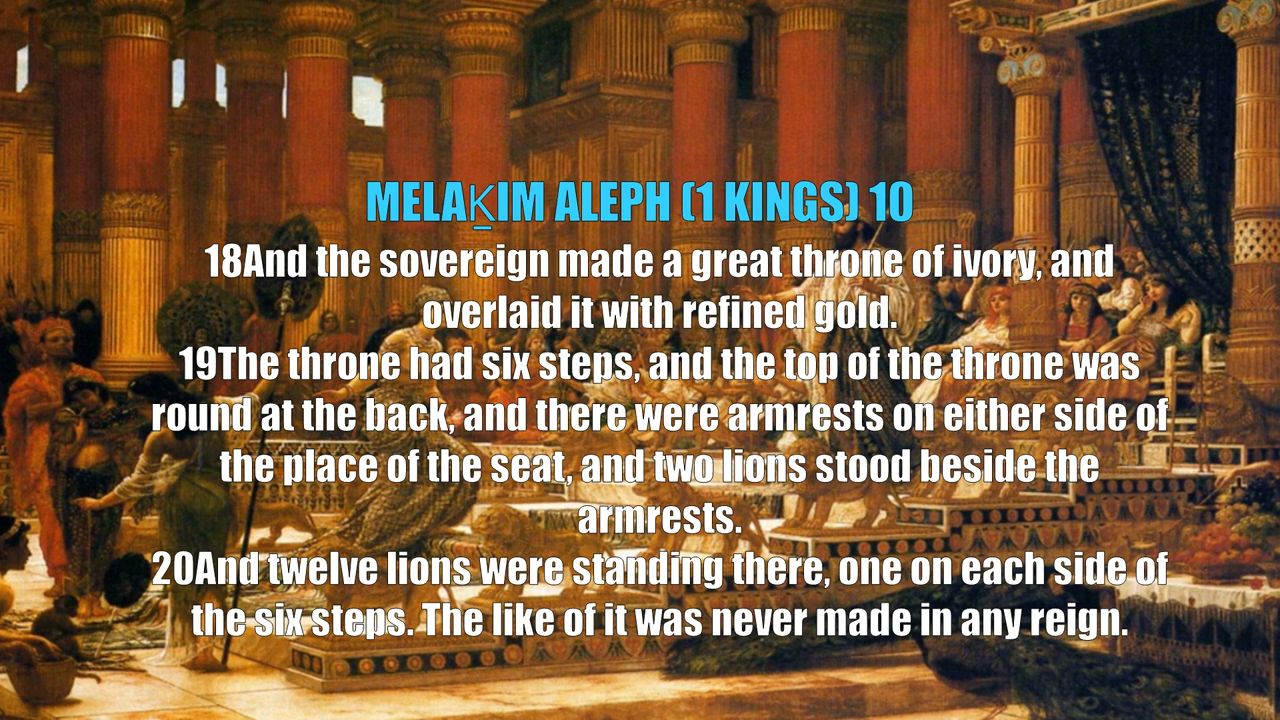 MELAḴIM ALEPH (1 KINGS) 10
18And the sovereign made a great throne of ivory, and
overlaid it with refined gold.
19The throne had six steps, and the top of the throne was
round at the back, and there were armrests on either side of
the place of the seat, and two lions stood beside the
armrests.
20And twelve lions were standing there, one on each side of
the six steps. The like of it was never made in any reign.